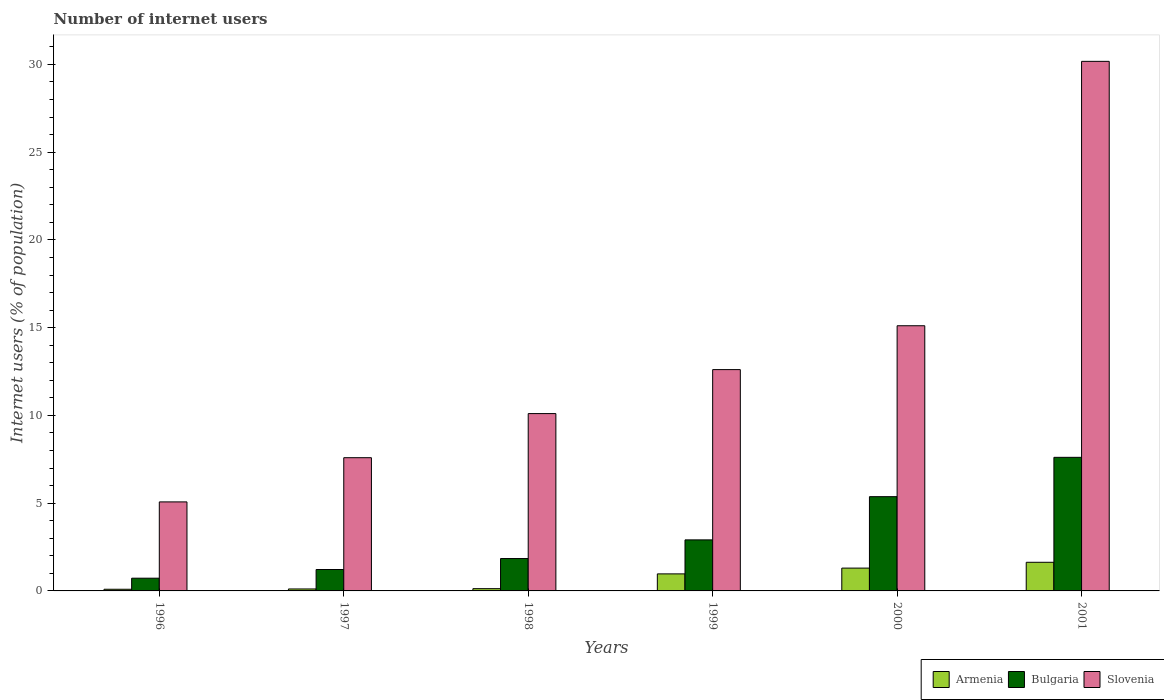 Number of internet users
Internet users (% of population)
30
25
20
15
10
5
0
1996
1997
1998
1999
2000
2001
Years
Armenia
Bulgaria
Slovenia